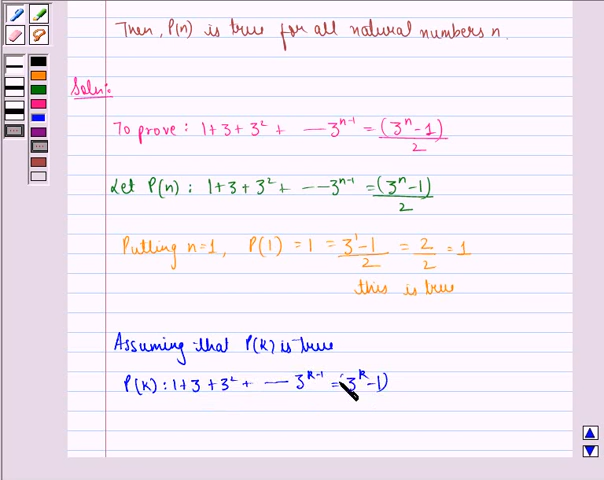 Then, P(n) is true for all natural numbers n.
Soln:
To prove: 1+3+3² + --- 3ⁿ⁻¹ = (3ⁿ-1)/2
Let P(n): 1+3+3² + --- 3ⁿ⁻¹ = (3ⁿ-1)/2
Putting n=1, P(1) = 1 = 3¹-1/2 = 2/2 = 1
this is true
Assuming that P(k) is true
P(k): 1+3+3² + --- 3ᵏ⁻¹ = (3ᵏ-1)